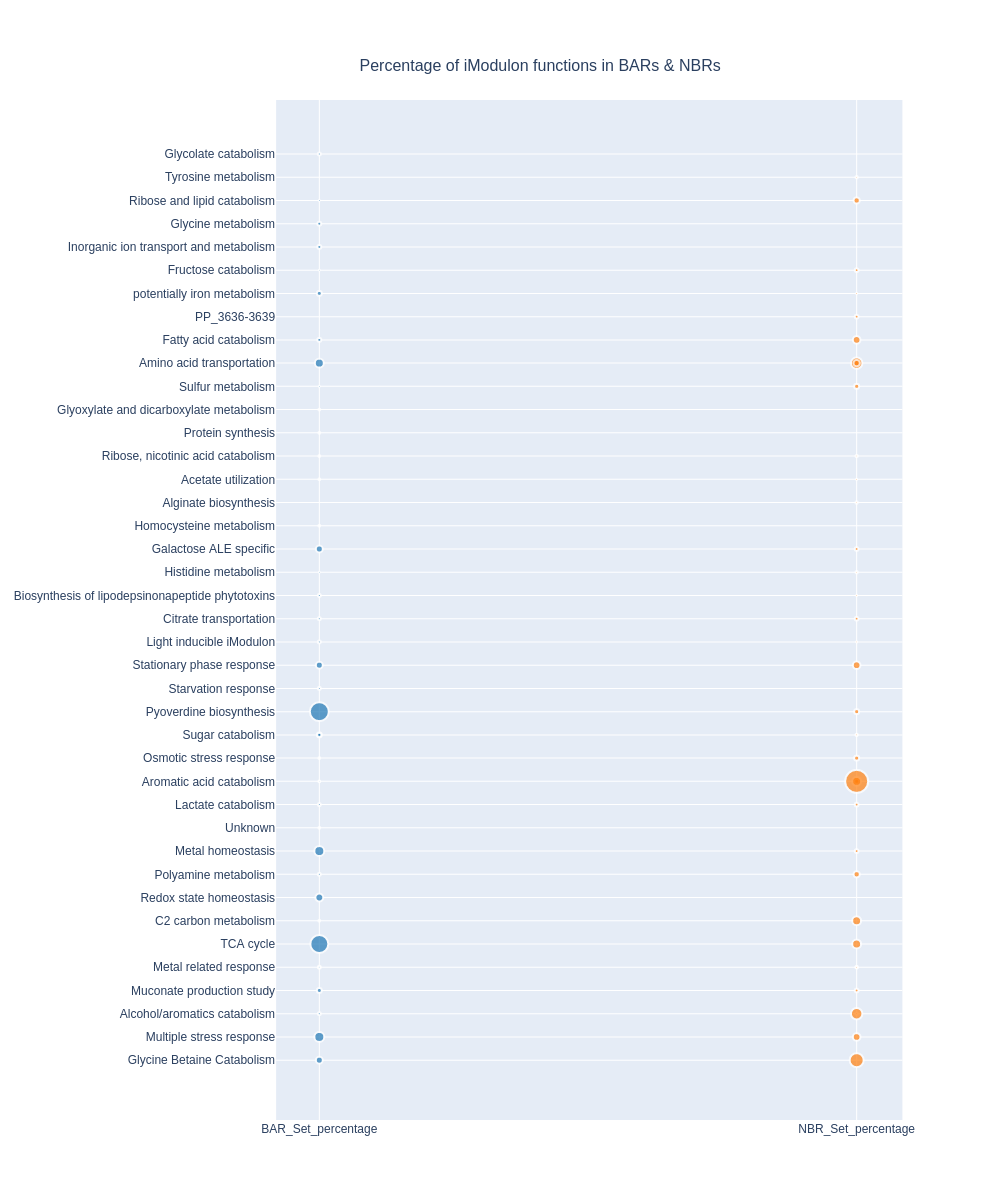 Percentage of iModulon functions in BARs & NBRs
Glycolate catabolism
Tyrosine metabolism
Ribose and lipid catabolism
Glycine metabolism
Inorganic ion transport and metabolism
Fructose catabolism
potentially iron metabolism
PP_3636-3639
Fatty acid catabolism
Amino acid transportation
Sulfur metabolism
Glyoxylate and dicarboxylate metabolism
Protein synthesis
Ribose, nicotinic acid catabolism
Acetate utilization
Alginate biosynthesis
Homocysteine metabolism
Galactose ALE specific
Histidine metabolism
Biosynthesis of lipodepsinonapeptide phytotoxins
Citrate transportation
Light inducible iModulon
Stationary phase response
Starvation response
Pyoverdine biosynthesis
Sugar catabolism
Osmotic stress response
Aromatic acid catabolism
Lactate catabolism
Unknown
Metal homeostasis
Polyamine metabolism
Redox state homeostasis
C2 carbon metabolism
TCA cycle
Metal related response
Muconate production study
Alcohol/aromatics catabolism
Multiple stress response
Glycine Betaine Catabolism
BAR_Set_percentage
NBR_Set_percentage